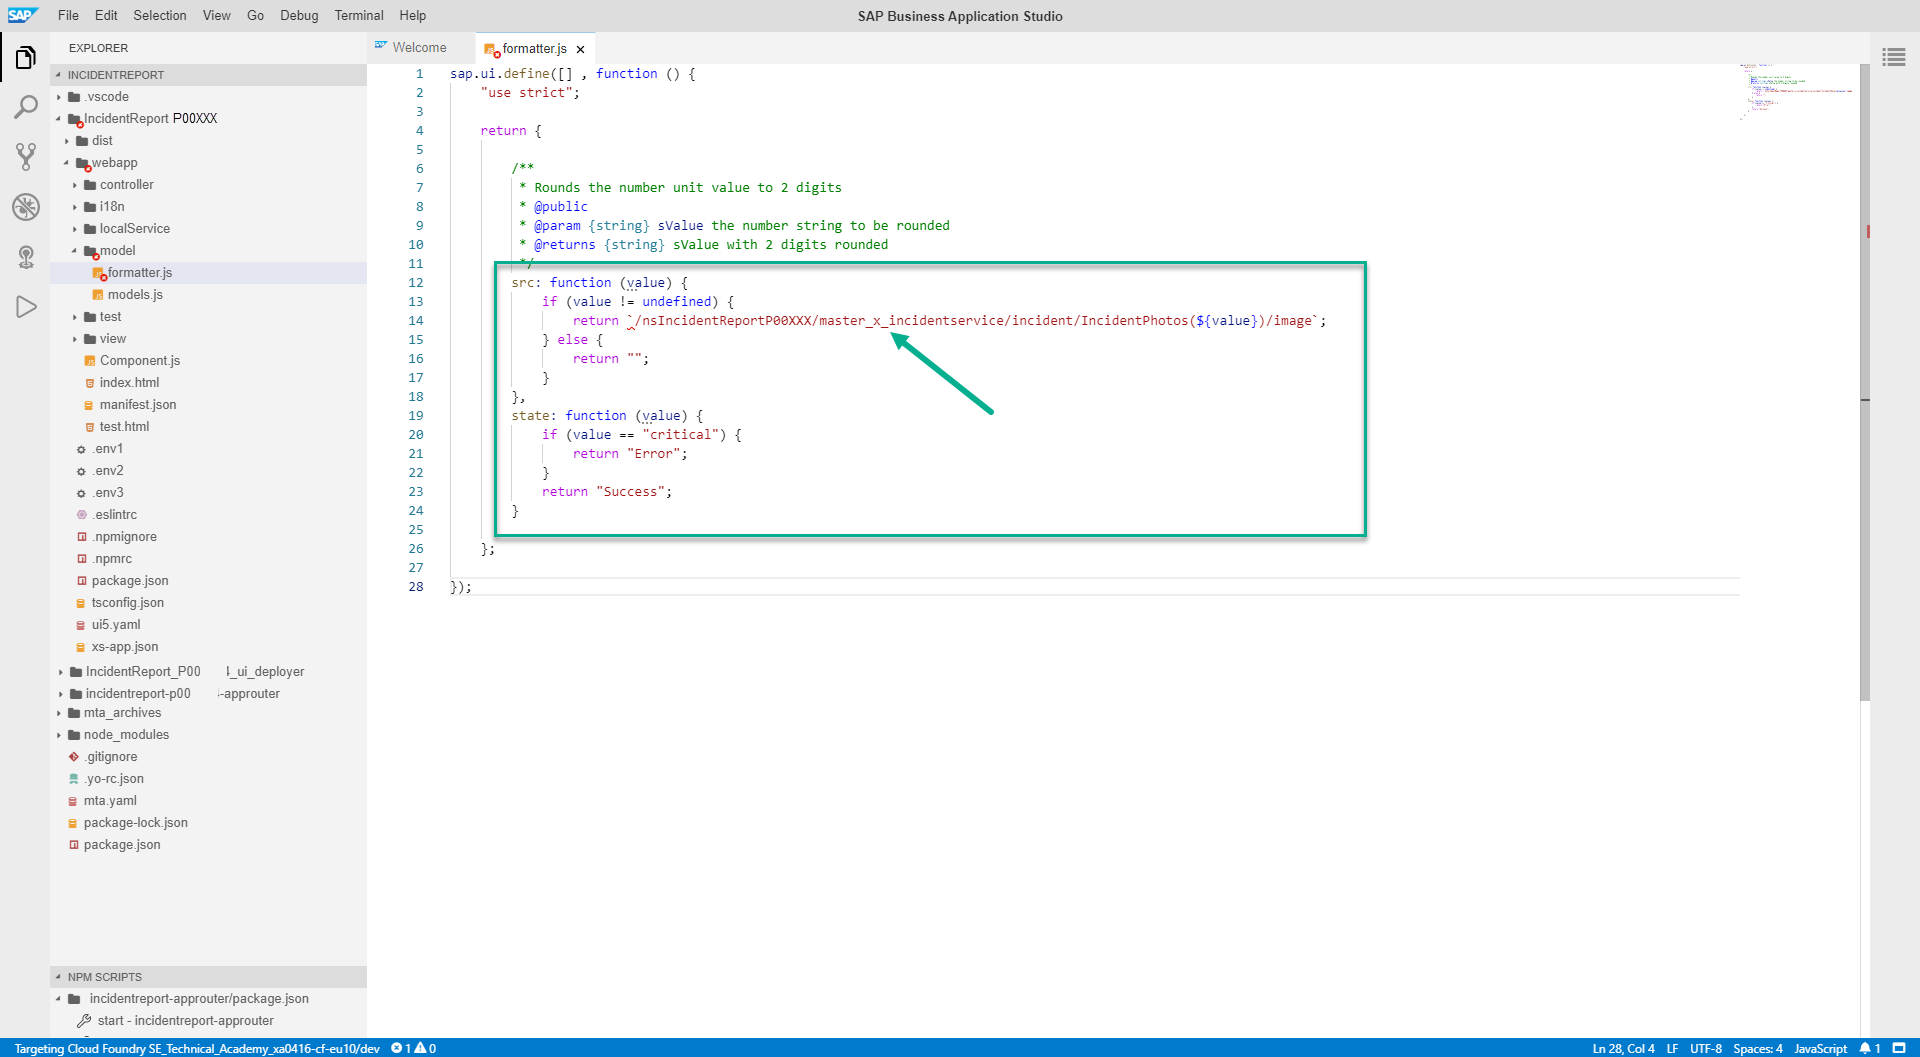 SAP File Edit Selection View Go Debug Terminal Help SAP Business Application Studio
EXPLORER
INCIDENTREPORT
.vscode
IncidentReport P00XXX
dist
webapp
controller
i18n
localService
model
formatter.js
models.js
test
view
Component.js
index.html
manifest.json
test.html
.env1
.env2
.env3
.eslintrc
.npmignore
.npmrc
package.json
tsconfig.json
ui5.yaml
xs-app.json
IncidentReport_P00 _ui_deployer
incidentreport-p00 -approuter
mta_archives
node_modules
.gitignore
.yo-rc.json
mta.yaml
package-lock.json
package.json
NPM SCRIPTS
incidentreport-approuter/package.json
start - incidentreport-approuter
Welcome formatter.js
1 sap.ui.define([] , function () {
2 "use strict";
3
4 return {
5
6 /**
7 * Rounds the number unit value to 2 digits
8 * @public
9 * @param {string} sValue the number string to be rounded
10 * @returns {string} sValue with 2 digits rounded
11 */
12 src: function (value) {
13 if (value != undefined) {
14 return `/nsIncidentReportP00XXX/master_x_incidentservice/incident/IncidentPhotos(${value})/image`;
15 } else {
16 return "";
17 }
18 },
19 state: function (value) {
20 if (value == "critical") {
21 return "Error";
22 }
23 return "Success";
24 }
25
26 };
27
28 });
Targeting Cloud Foundry SE_Technical_Academy_xa0416-cf-eu10/dev 1 0 Ln 28, Col 4 LF UTF-8 Spaces: 4 JavaScript 1